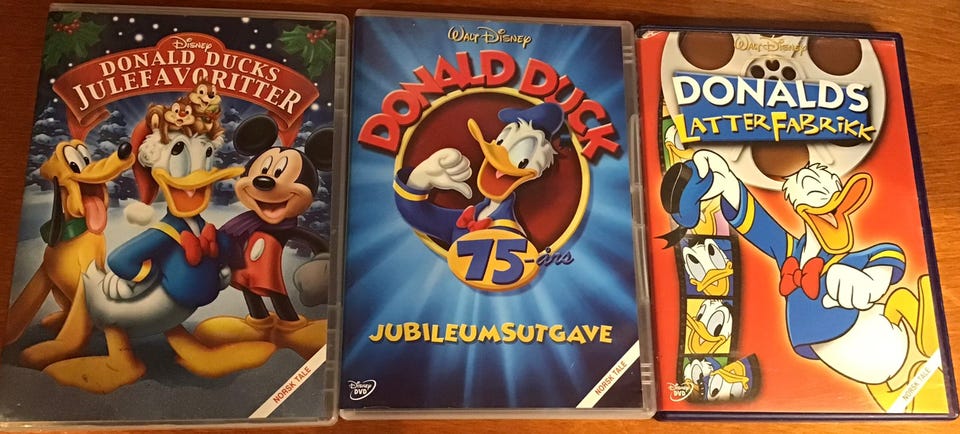 Disney
DONALD DUCKS
JULEFAVORITTER
NORSK TALE
WALT DISNEY
DONALD DUCK
75-års
JUBILEUMSUTGAVE
Disney
DVD
NORSK TALE
WALT DISNEY
DONALDS
LATTERFABRIKK
Disney
DVD
NORSK TALE